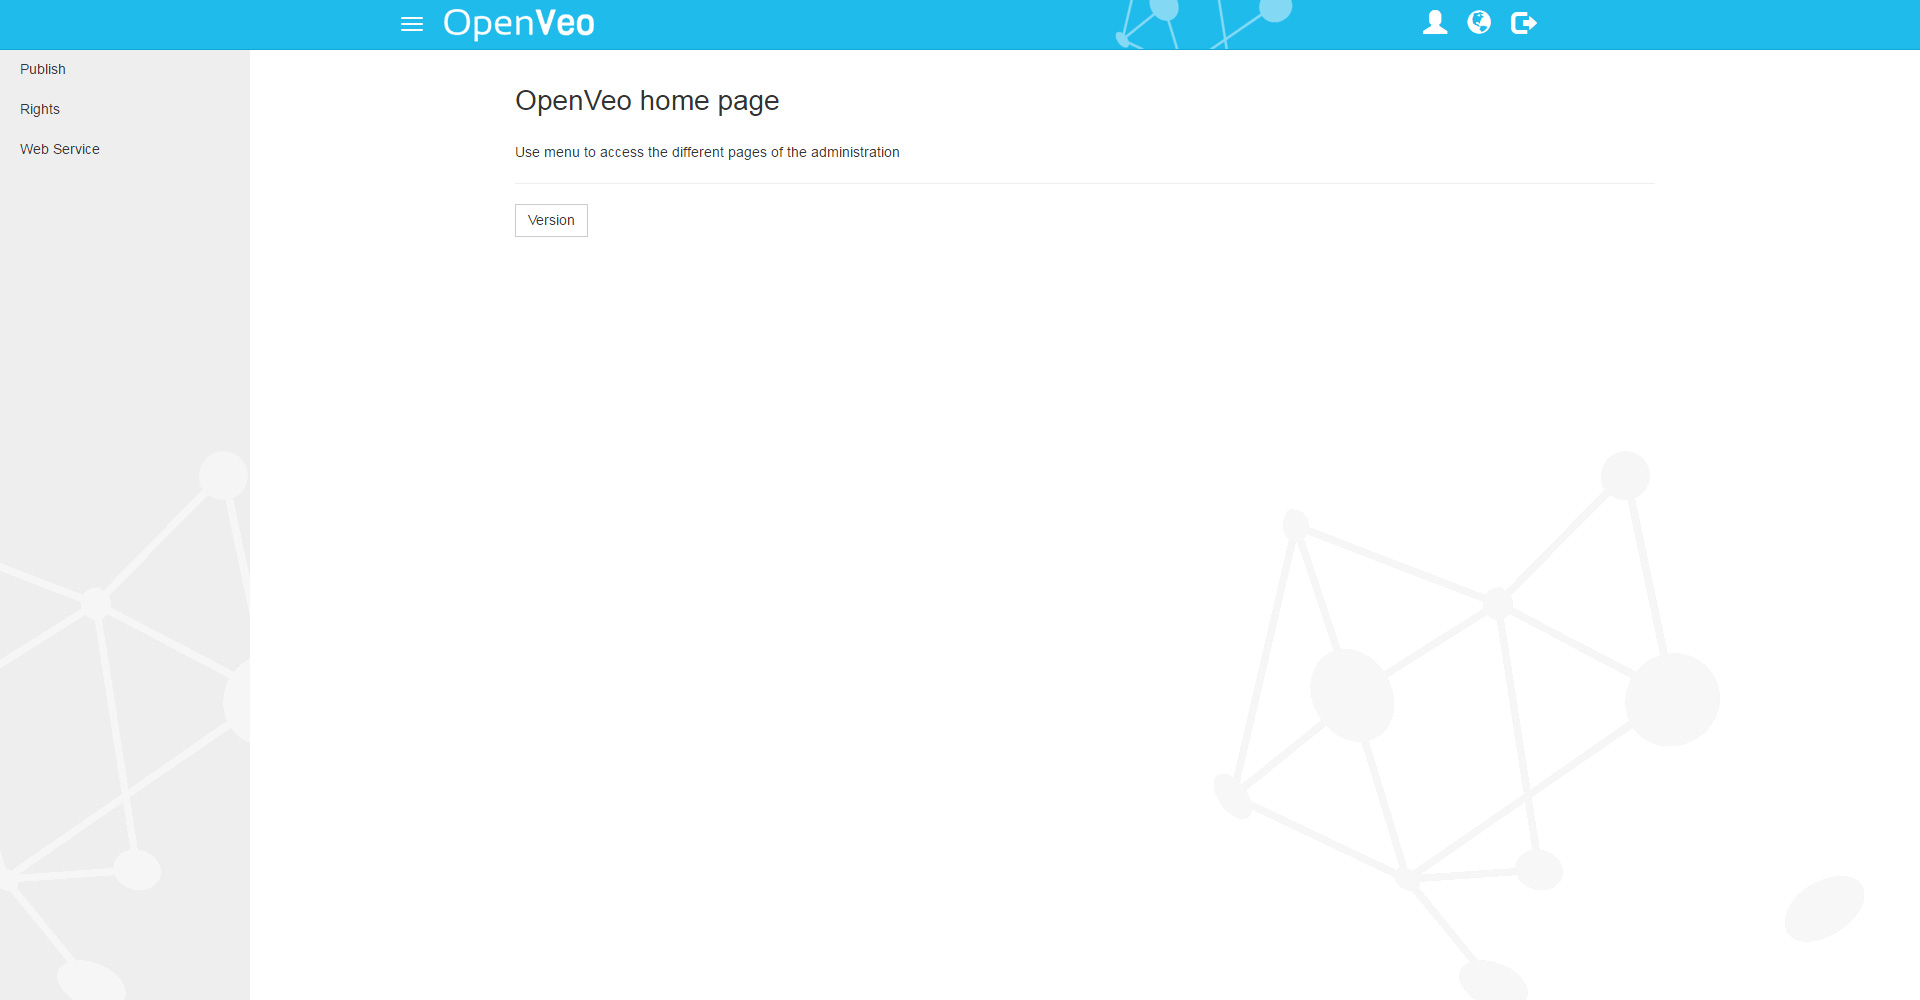 OpenVeo
Publish
Rights
Web Service
OpenVeo home page
Use menu to access the different pages of the administration
Version